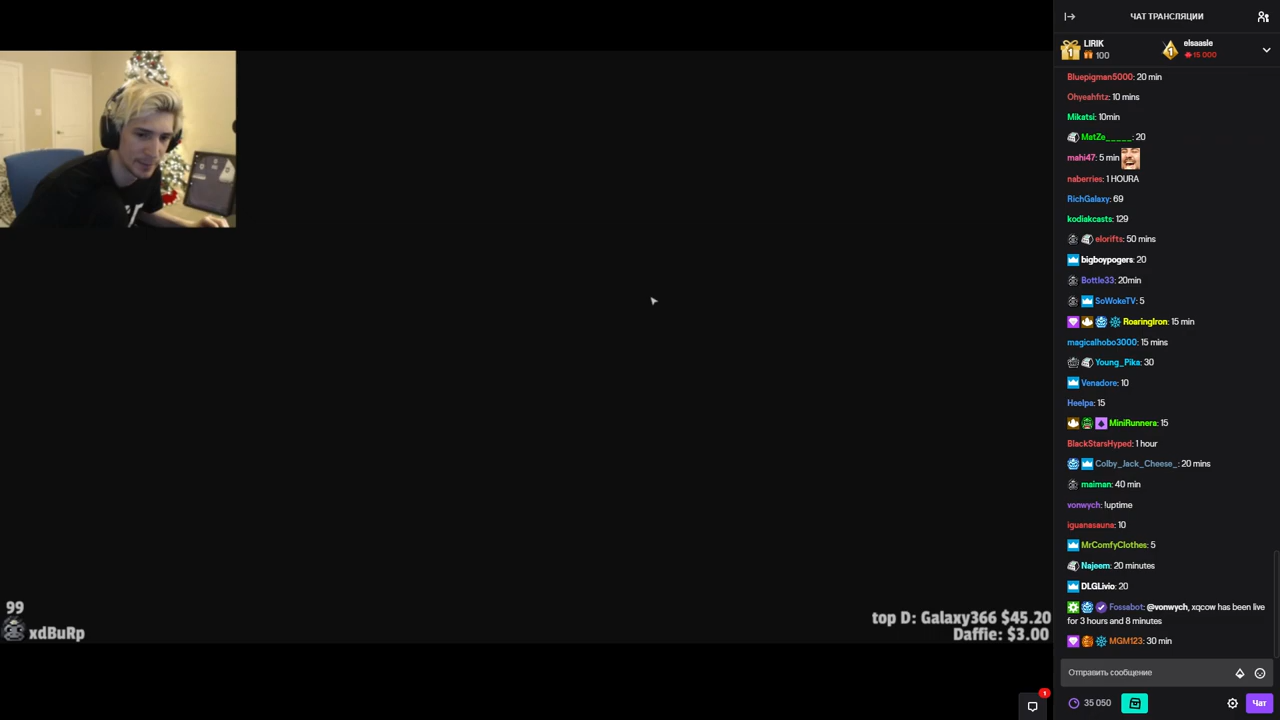 ЧАТ ТРАНСЛЯЦИИ
LIRIK
100
elsaasle
15 000
Bluepigman5000: 20 min
Ohyeahfritz: 10 mins
Mikatsi: 10min
MatZe_____: 20
mahi47: 5 min
naberries: 1 HOURA
RichGalaxy: 69
kodiakcasts: 129
elorifts: 50 mins
bigboypogers: 20
Bottle33: 20min
SoWokeTV: 5
RoaringIron: 15 min
magicalhobo3000: 15 mins
Young_Pika: 30
Venadore: 10
Heelpa: 15
MiniRunnera: 15
BlackStarsHyped: 1 hour
Colby_Jack_Cheese_: 20 mins
maiman: 40 min
vonwych: !uptime
iguanasauna: 10
MrComfyClothes: 5
Najeem: 20 minutes
DLGLivio: 20
Fossabot: @vonwych, xqcow has been live
for 3 hours and 8 minutes
MGM123: 30 min
Отправить сообщение
35 050
Чат
1
99
xdBuRp
top D: Galaxy366 $45.20
Daffie: $3.00